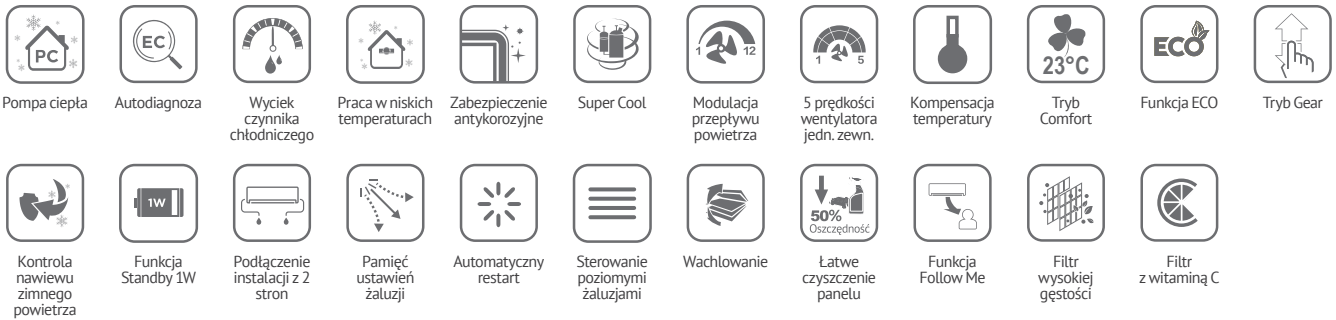 PC
EC
1 12
1 5
23°C
ECO
Pompa ciepła
Autodiagnoza
Wyciek
czynnika
chłodniczego
Praca w niskich
temperaturach
Zabezpieczenie
antykorozyjne
Super Cool
Modulacja
przepływu
powietrza
5 prędkości
wentylatora
jedn. zewn.
Kompensacja
temperatury
Tryb
Comfort
Funkcja ECO
Tryb Gear
1W
50%
Oszczędność
Kontrola
nawiewu
zimnego
powietrza
Funkcja
Standby 1W
Podłączenie
instalacji z 2
stron
Pamięć
ustawień
żaluzji
Automatyczny
restart
Sterowanie
poziomymi
żaluzjami
Wachlowanie
Łatwe
czyszczenie
panelu
Funkcja
Follow Me
Filtr
wysokiej
gęstości
Filtr
z witaminą C